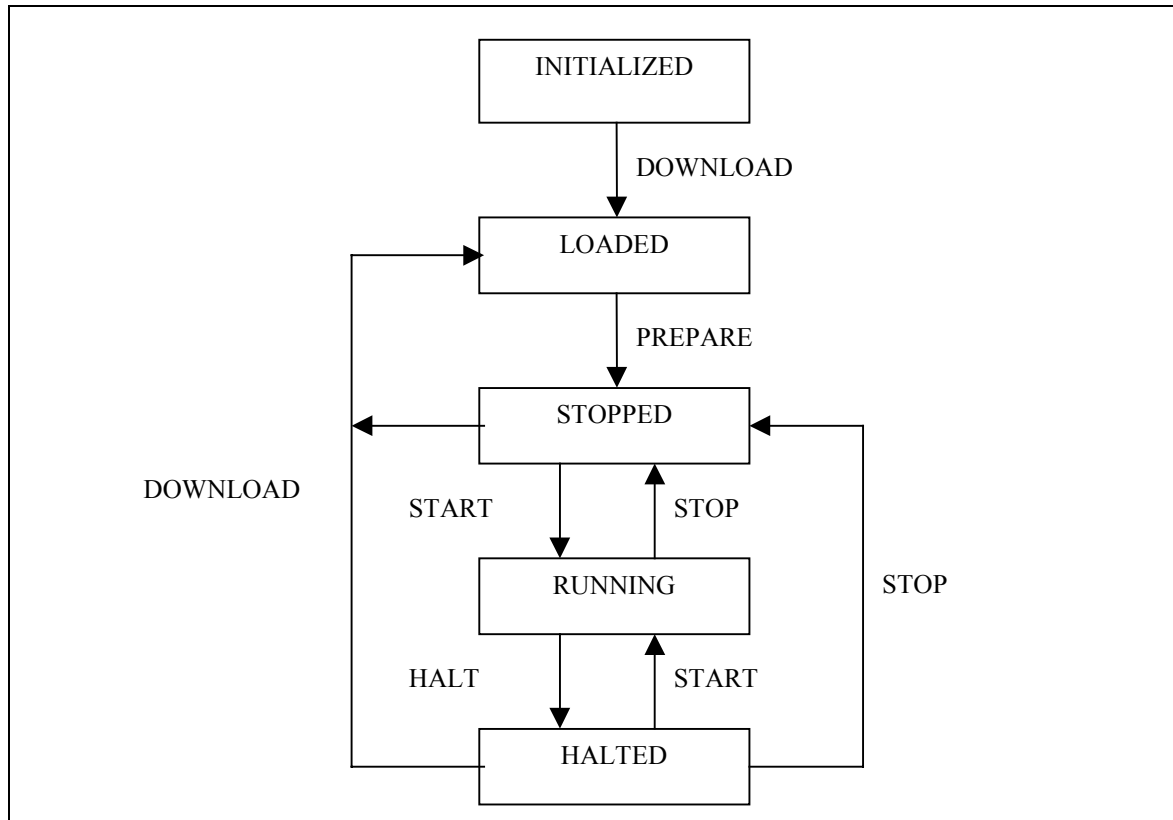 INITIALIZED
DOWNLOAD
LOADED
PREPARE
STOPPED
DOWNLOAD
START
STOP
RUNNING
STOP
HALT
START
HALTED